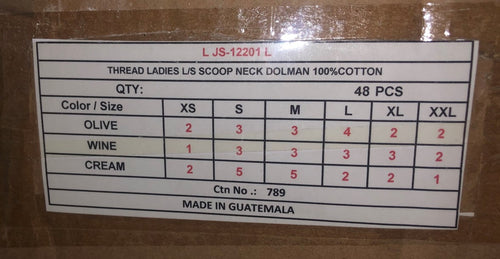 L JS-12201 L
THREAD LADIES L/S SCOOP NECK DOLMAN 100%COTTON
QTY: 48 PCS
Color / Size XS S M L XL XXL
OLIVE 2 3 3 4 2 2
WINE 1 3 3 3 3 2
CREAM 2 5 5 2 2 1
Ctn No .: 789
MADE IN GUATEMALA